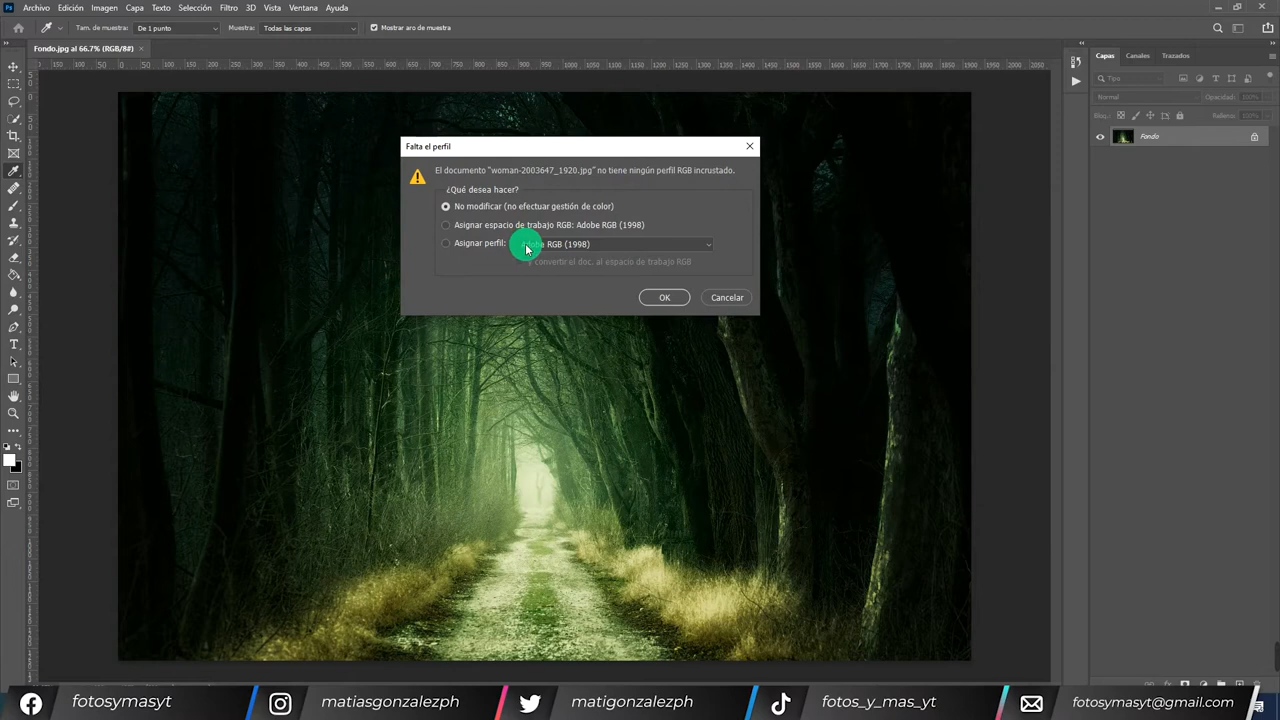 Archivo Edición Imagen Capa Texto Selección Filtro 3D Vista Ventana Ayuda
Tam. de muestra: De 1 punto Muestra: Todas las capas Mostrar aro de muestra
Fondo.jpg al 66.7% (RGB/8#)
Capas Canales Trazados
Tipo
Normal Opacidad: 100%
Bloq.: Relleno: 100%
Fondo
Falta el perfil
El documento "woman-2003647_1920.jpg" no tiene ningún perfil RGB incrustado.
¿Qué desea hacer?
No modificar (no efectuar gestión de color)
Asignar espacio de trabajo RGB: Adobe RGB (1998)
Asignar perfil: Adobe RGB (1998)
y convertir el doc. al espacio de trabajo RGB
OK Cancelar
fotosymasyt matiasgonzalezph matigonzalezph fotos_y_mas_yt fotosymasyt@gmail.com